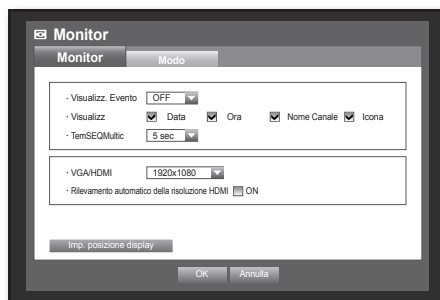 Monitor
Monitor Modo
· Visualizz. Evento OFF
· Visualizz Data Ora Nome Canale Icona
· TemSEQMultic 5 sec
· VGA/HDMI 1920x1080
· Rilevamento automatico della risoluzione HDMI ON
Imp. posizione display
OK Annulla